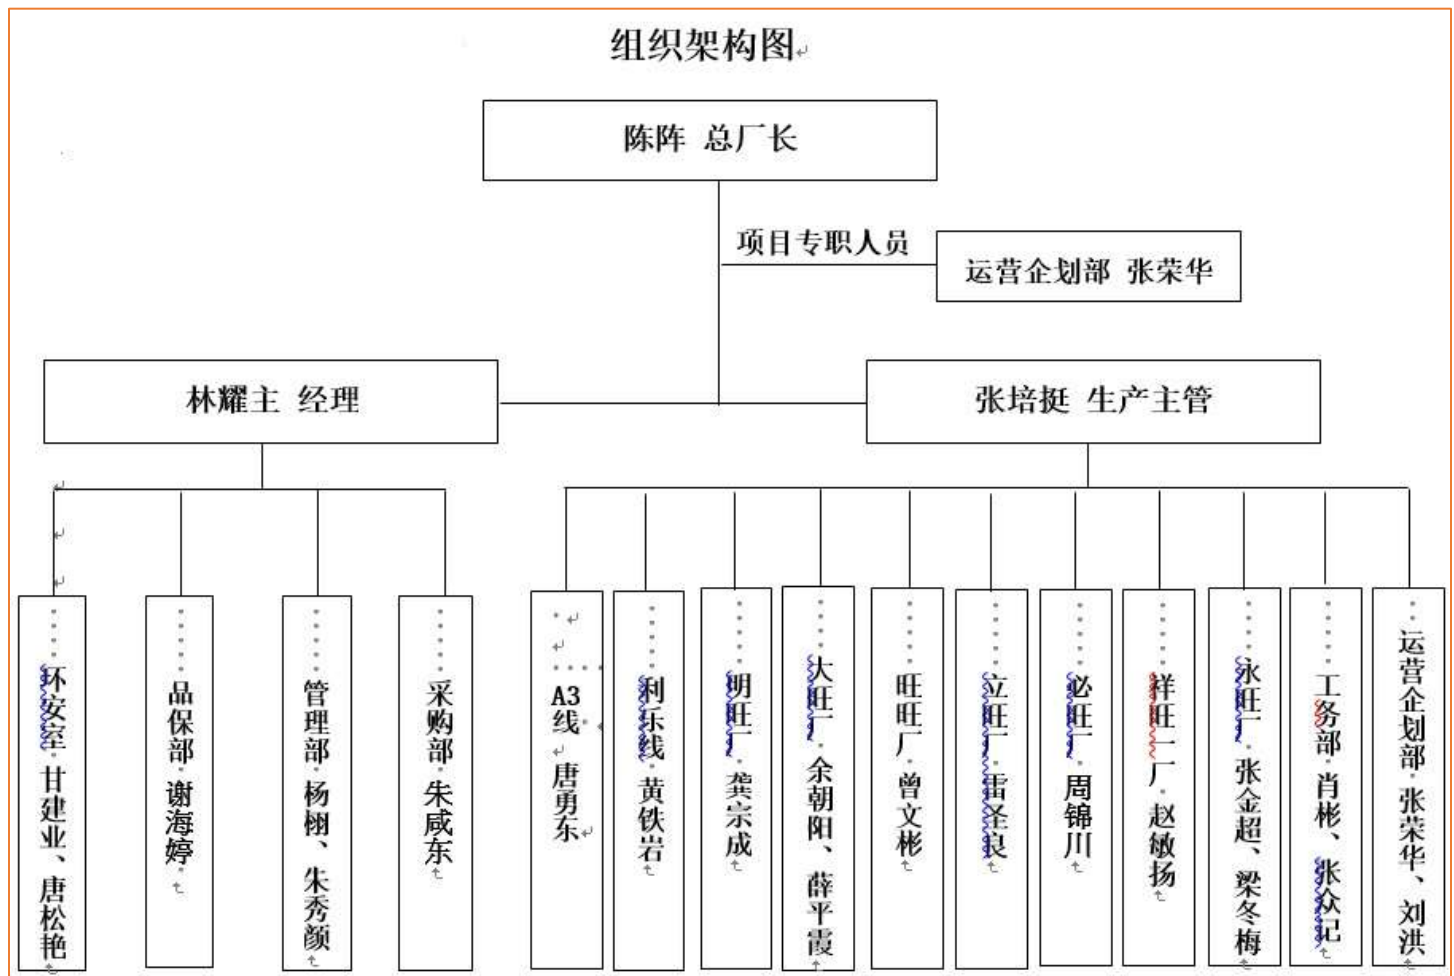 组织架构图
陈阵 总厂长
项目专职人员
运营企划部 张荣华
林耀主 经理
张培挺 生产主管
环安室 甘建业、唐松艳
品保部 谢海婷
管理部 杨栩、朱秀颜
采购部 朱咸东
A3线 唐勇东
利乐线 黄铁岩
明旺厂 龚宗成
大旺厂 余朝阳、薛平霞
旺旺厂 曾文彬
立旺厂 雷圣良
必旺厂 周锦川
祥旺一厂 赵敏扬
永旺厂 张金超、梁冬梅
工务部 肖彬、张众记
运营企划部 张荣华、刘洪